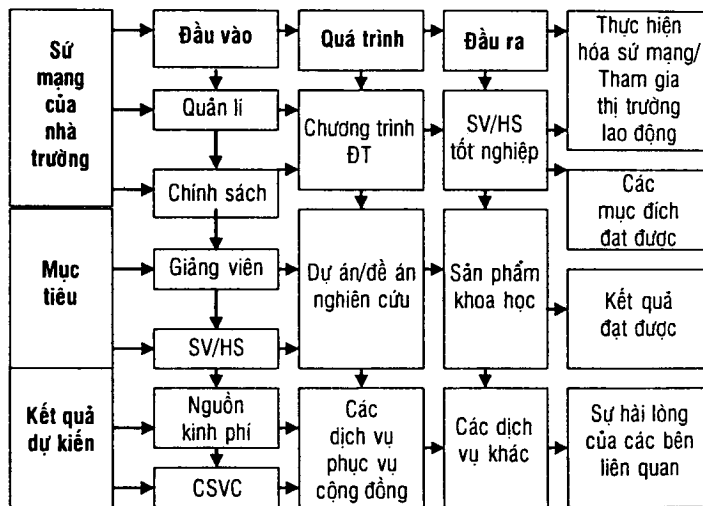 Sứ
mạng
của
nhà
trường
Mục
tiêu
Kết quả
dự kiến
Đầu vào
Quản lí
Chính sách
Giảng viên
SV/HS
Nguồn
kinh phí
CSVC
Quá trình
Chương trình
ĐT
Dự án/đề án
nghiên cứu
Các
dịch vụ
phục vụ
cộng đồng
Đầu ra
SV/HS
tốt nghiệp
Sản phẩm
khoa học
Các dịch
vụ khác
Thực hiện
hóa sứ mạng/
Tham gia
thị trường
lao động
Các
mục đích
đạt được
Kết quả
đạt được
Sự hài lòng
của các bên
liên quan